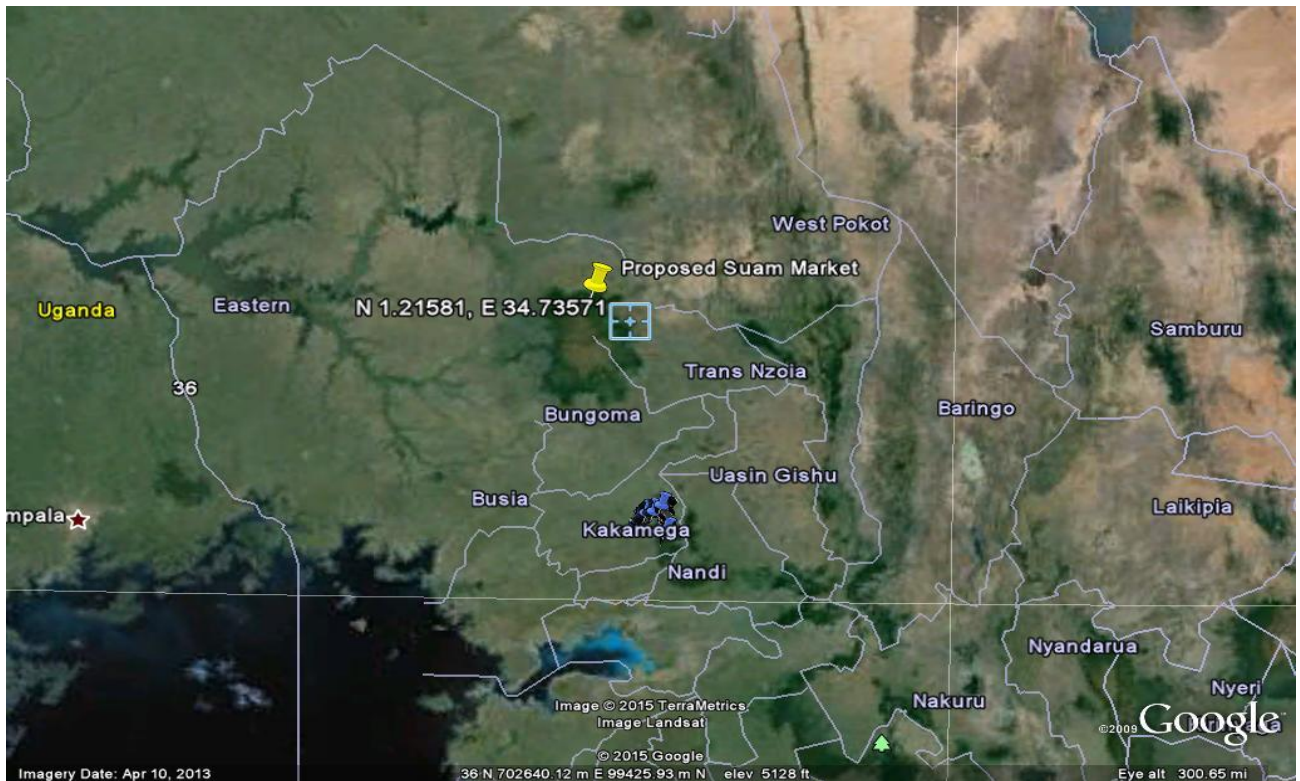 West Pokot
Proposed Suam Market
N 1.21581, E 34.73571
Uganda
Eastern
Samburu
Trans Nzoia
36
Baringo
Bungoma
Uasin Gishu
Busia
Laikipia
mpala
Kakamega
Nandi
Nyandarua
Nyeri
Nakuru
Image © 2015 TerraMetrics
Image Landsat
©2009 Google
© 2015 Google
Imagery Date: Apr 10, 2013
36 N 702640.12 m E 99425.93 m N elev 5128 ft
Eye alt 300.65 mi